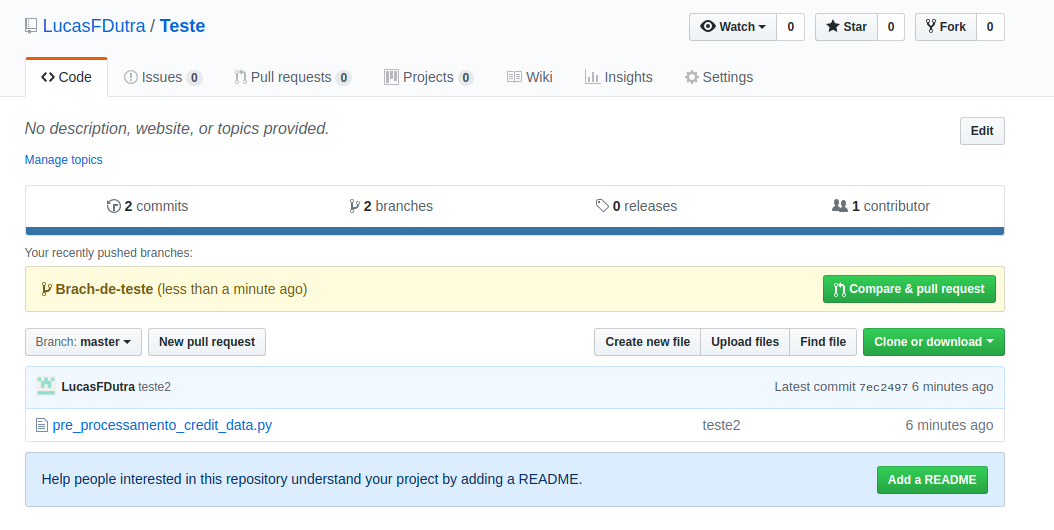 LucasFDutra / Teste
Watch 0 Star 0 Fork 0
Code Issues 0 Pull requests 0 Projects 0 Wiki Insights Settings
No description, website, or topics provided.
Edit
Manage topics
2 commits 2 branches 0 releases 1 contributor
Your recently pushed branches:
Brach-de-teste (less than a minute ago) Compare & pull request
Branch: master New pull request Create new file Upload files Find file Clone or download
LucasFDutra teste2 Latest commit 7ec2497 6 minutes ago
pre_processamento_credit_data.py teste2 6 minutes ago
Help people interested in this repository understand your project by adding a README. Add a README